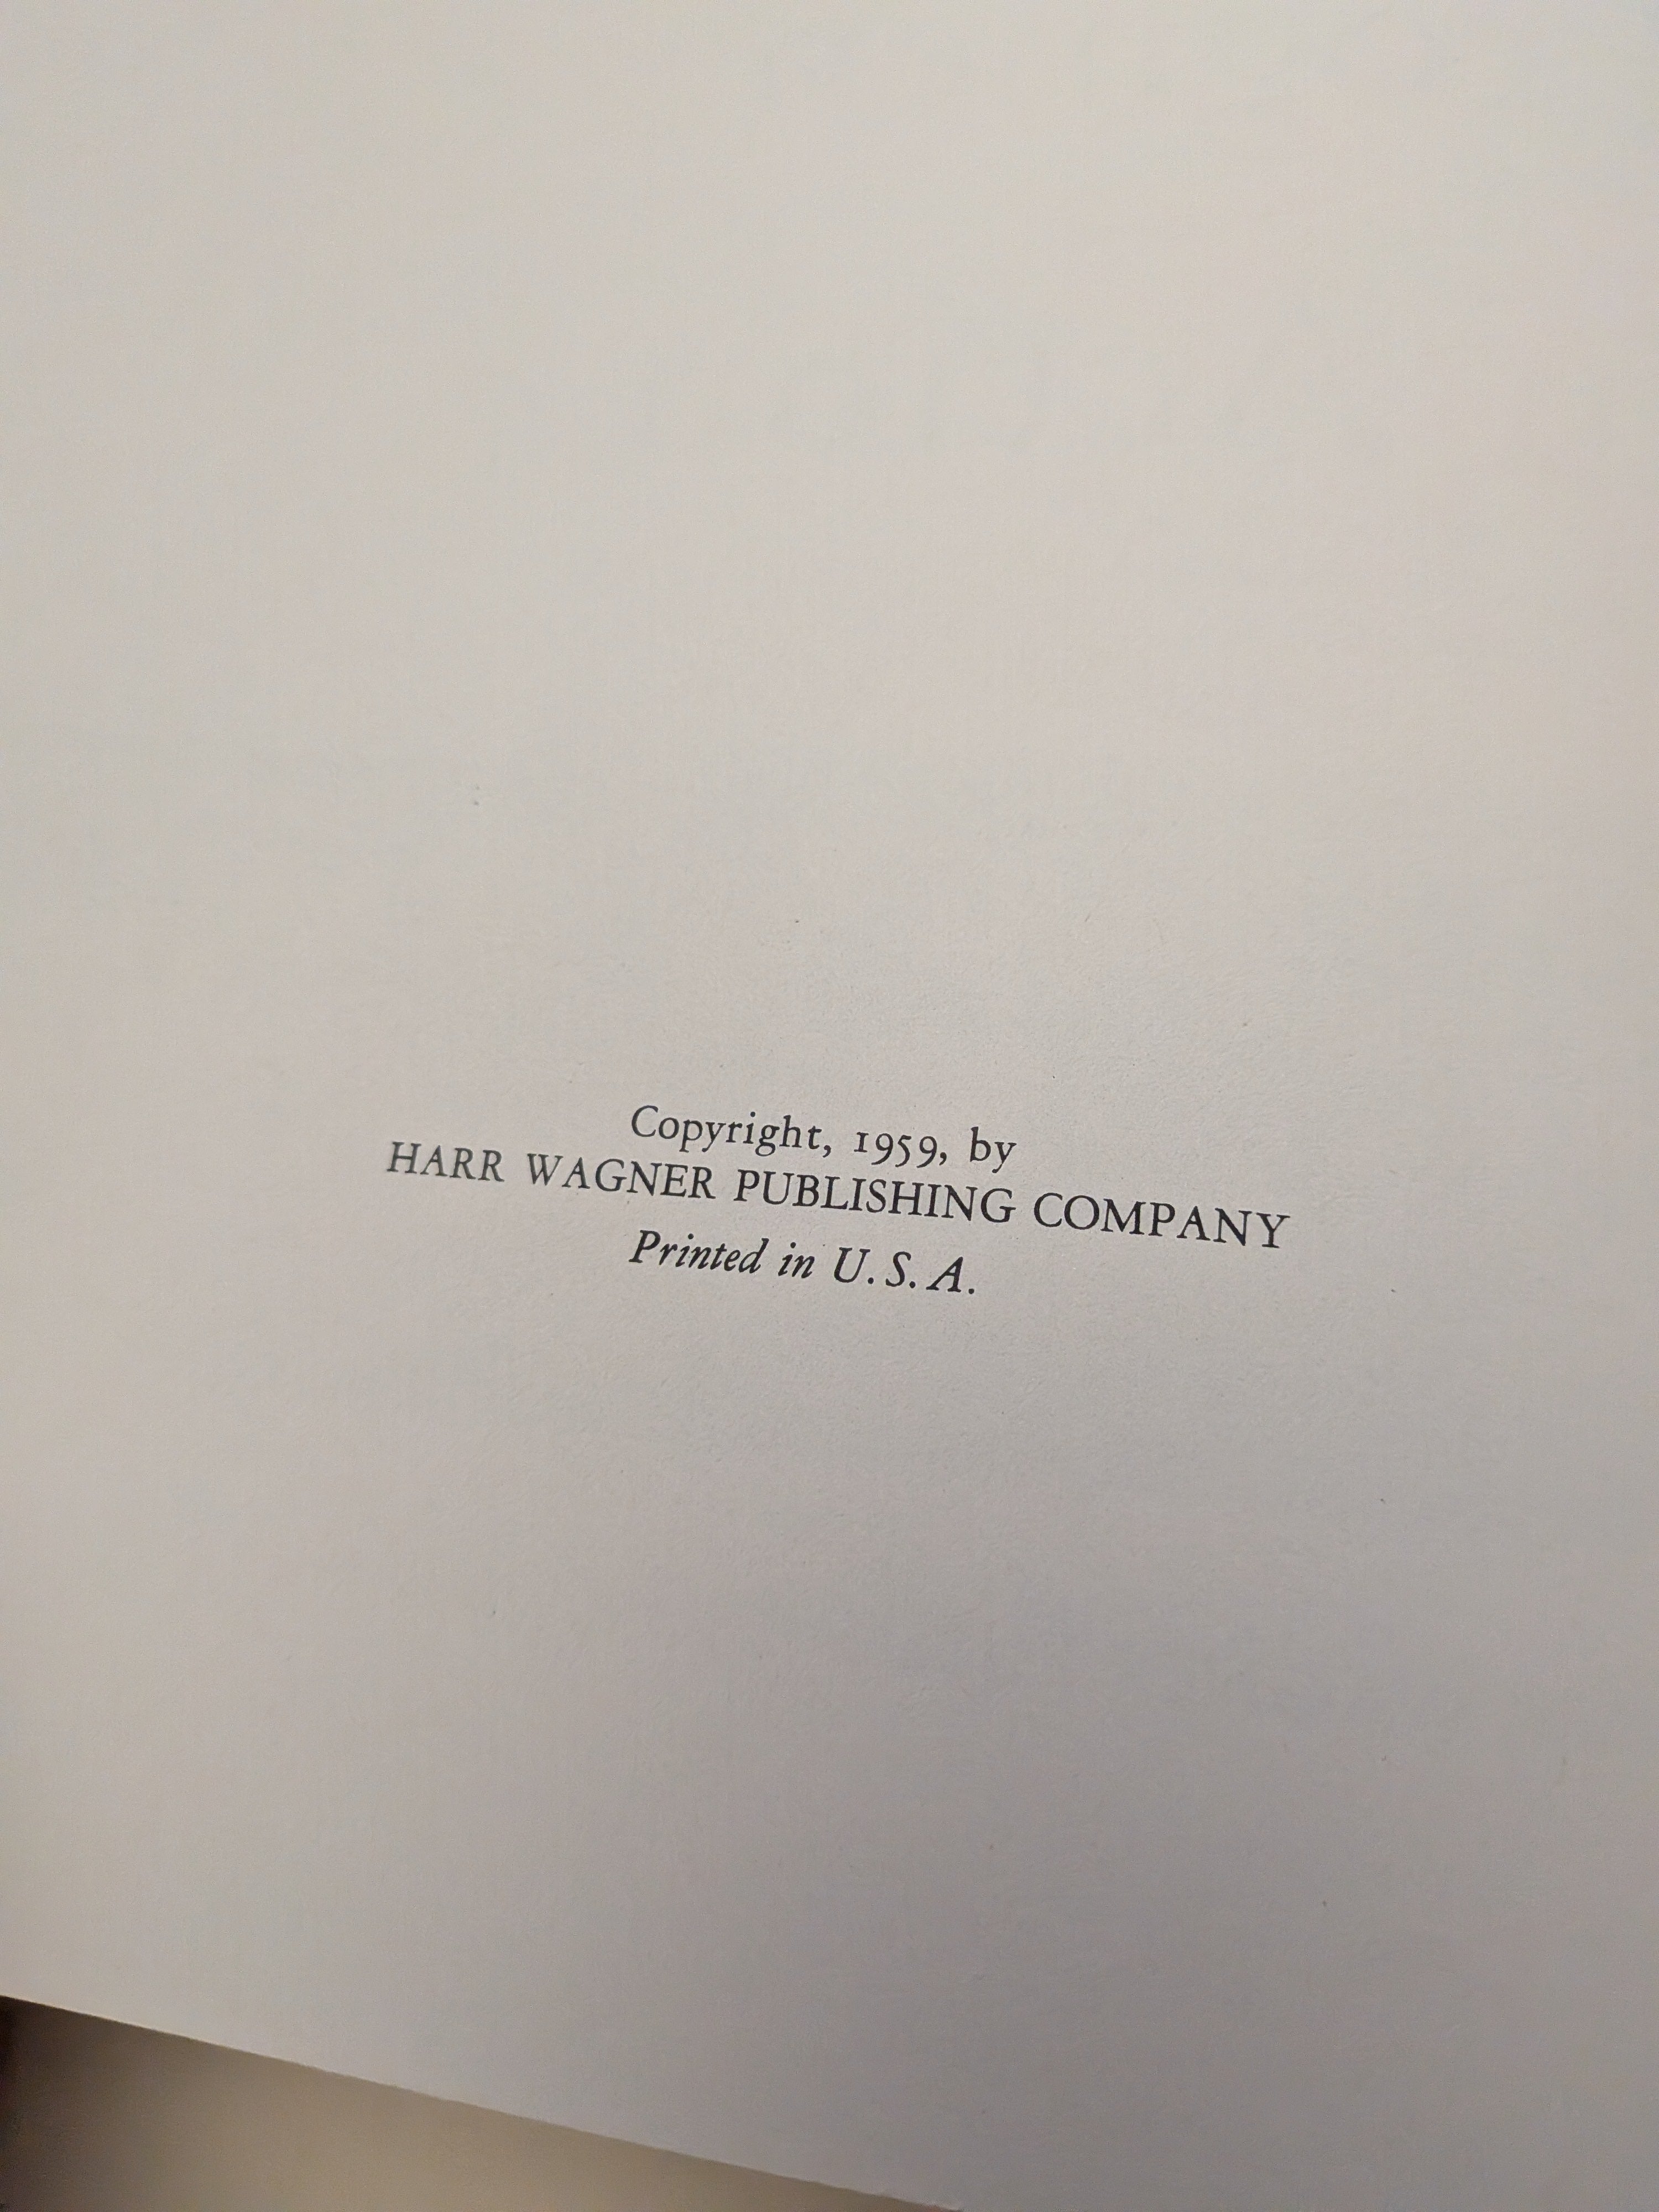 Copyright, 1959, by
HARR WAGNER PUBLISHING COMPANY
Printed in U. S. A.